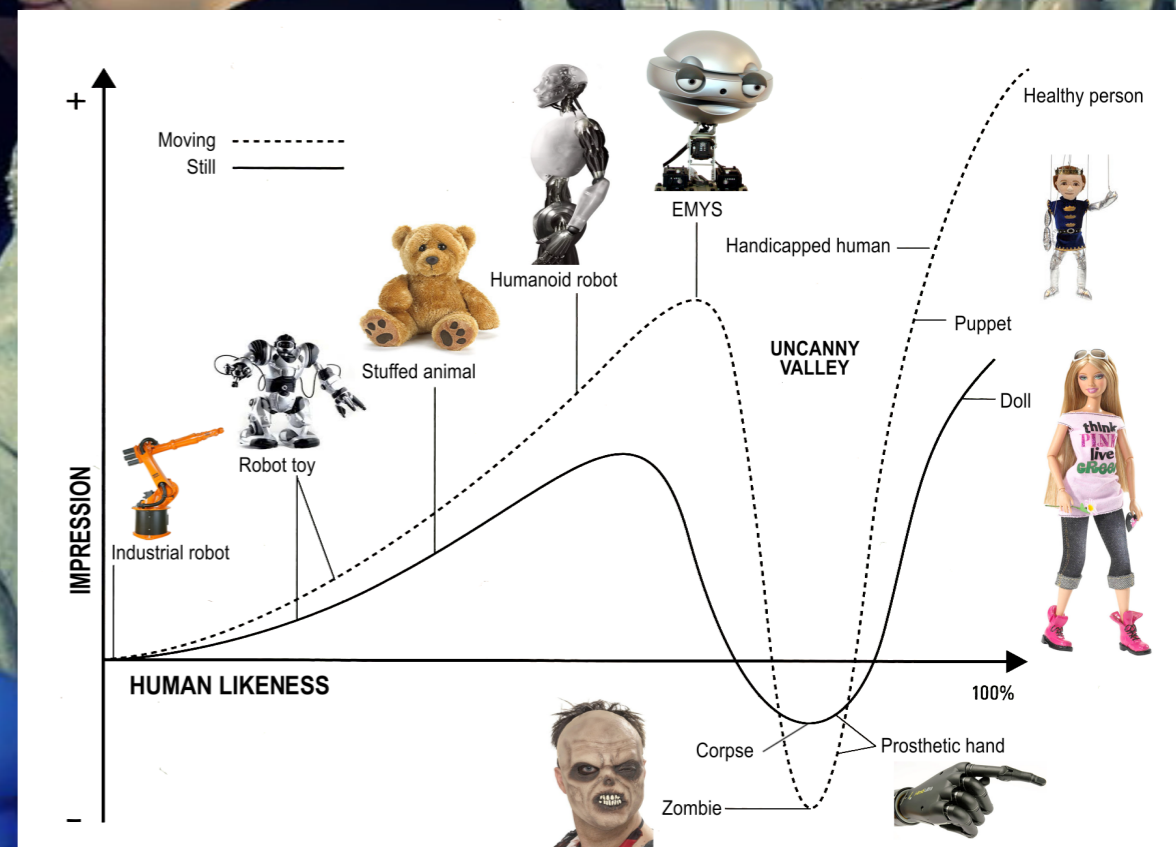 +
Moving
Still
EMYS
Healthy person
Handicapped human
Humanoid robot
Puppet
UNCANNY
VALLEY
Stuffed animal
Doll
think
PINK
live
GREEN
Robot toy
IMPRESSION
Industrial robot
HUMAN LIKENESS
100%
Corpse
Prosthetic hand
Zombie
–